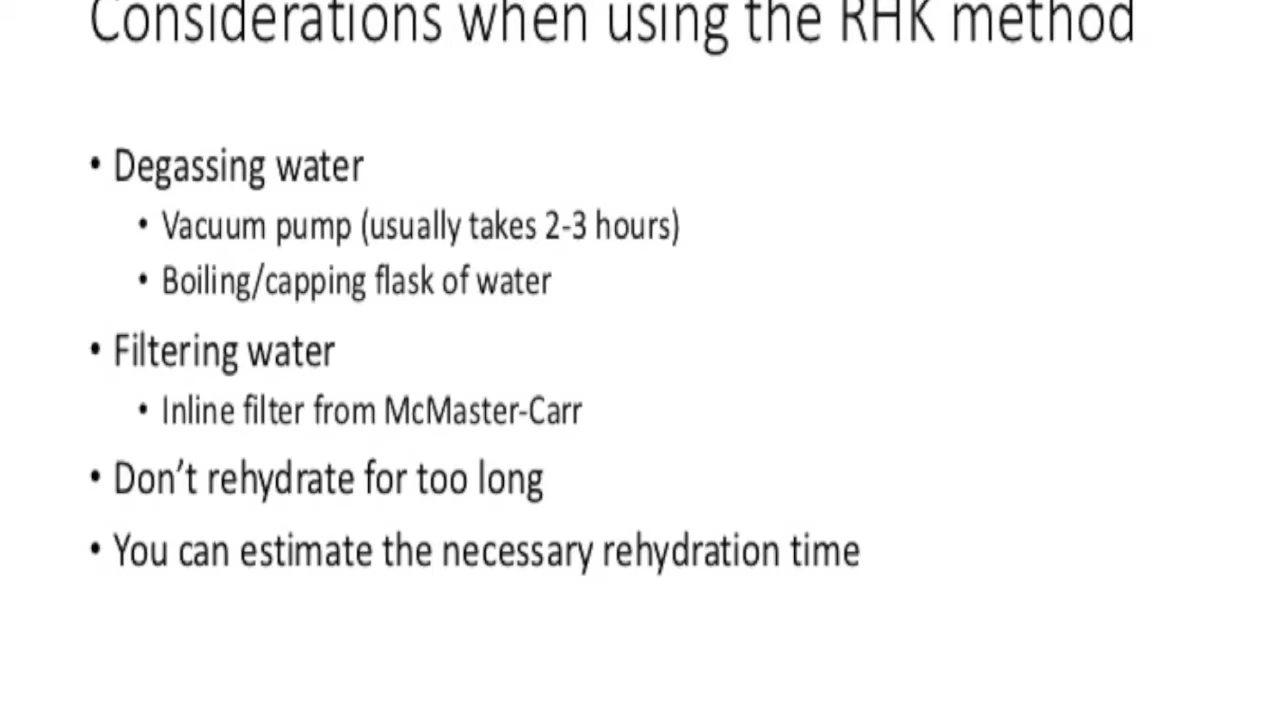 Considerations when using the RHK method
• Degassing water
• Vacuum pump (usually takes 2-3 hours)
• Boiling/capping flask of water
• Filtering water
• Inline filter from McMaster-Carr
• Don’t rehydrate for too long
• You can estimate the necessary rehydration time